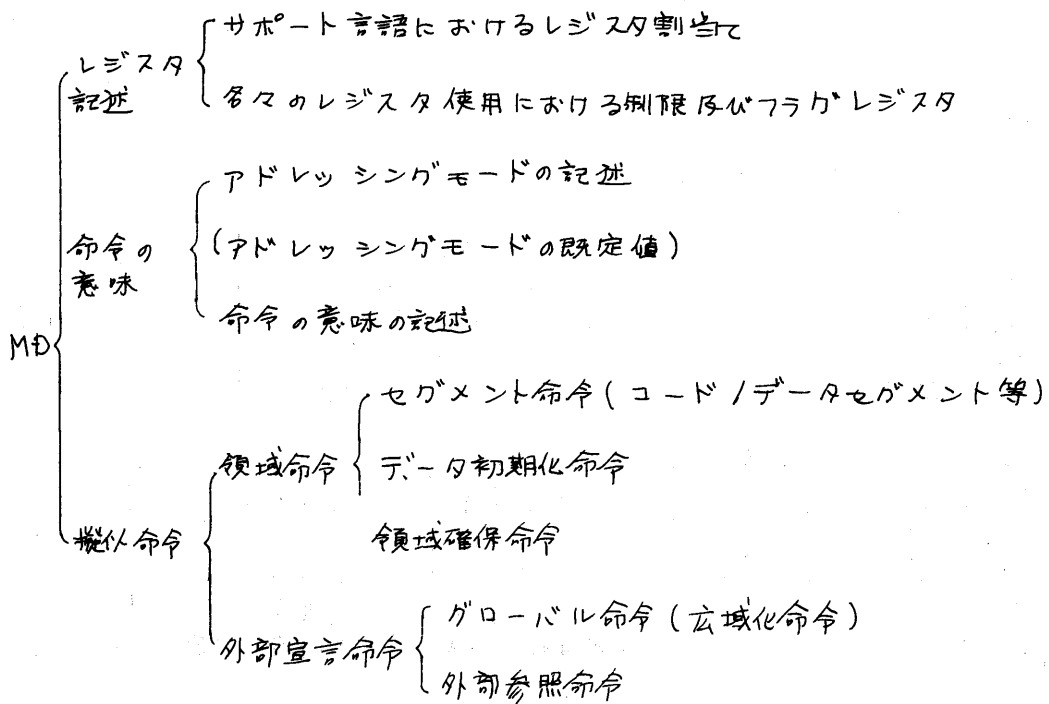 サポート言語におけるレジスタ割当て
レジスタ
記述
各々のレジスタ使用における制限及びフラグレジスタ
アドレッシングモードの記述
命令の
意味
(アドレッシングモードの既定値)
命令の意味の記述
MD
セグメント命令(コード/データセグメント等)
領域命令
データ初期化命令
擬似命令
領域確保命令
グローバル命令(広域化命令)
外部宣言命令
外部参照命令